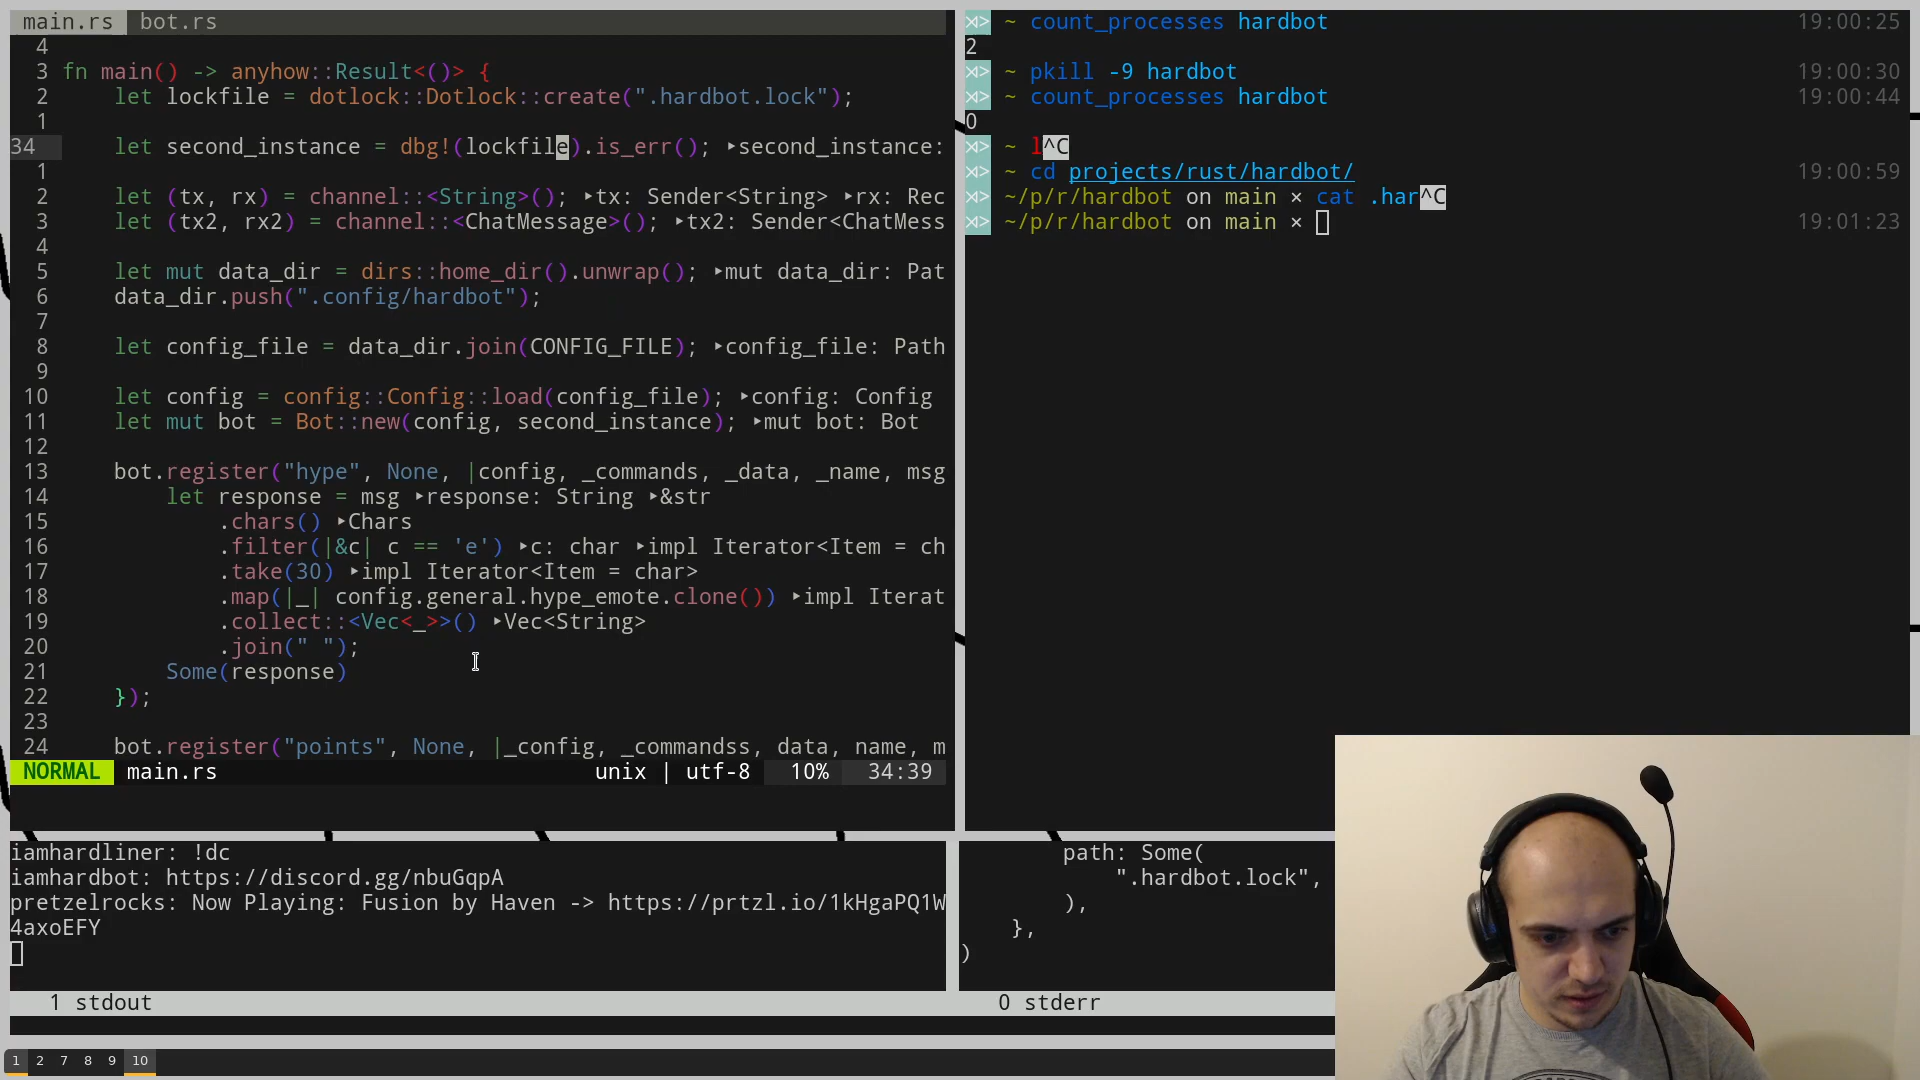 main.rs bot.rs
4
3 fn main() -> anyhow::Result<()> {
2 let lockfile = dotlock::Dotlock::create(".hardbot.lock");
1
34 let second_instance = dbg!(lockfile).is_err(); ‣second_instance:
1
2 let (tx, rx) = channel::<String>(); ‣tx: Sender<String> ‣rx: Rec
3 let (tx2, rx2) = channel::<ChatMessage>(); ‣tx2: Sender<ChatMess
4
5 let mut data_dir = dirs::home_dir().unwrap(); ‣mut data_dir: Pat
6 data_dir.push(".config/hardbot");
7
8 let config_file = data_dir.join(CONFIG_FILE); ‣config_file: Path
9
10 let config = config::Config::load(config_file); ‣config: Config
11 let mut bot = Bot::new(config, second_instance); ‣mut bot: Bot
12
13 bot.register("hype", None, |config, _commands, _data, _name, msg
14 let response = msg ‣response: String ‣&str
15 .chars() ‣Chars
16 .filter(|&c| c == 'e') ‣c: char ‣impl Iterator<Item = ch
17 .take(30) ‣impl Iterator<Item = char>
18 .map(|_| config.general.hype_emote.clone()) ‣impl Iterat
19 .collect::<Vec<_>>() ‣Vec<String>
20 .join(" ");
21 Some(response)
22 });
23
24 bot.register("points", None, |_config, _commandss, data, name, m
NORMAL main.rs unix | utf-8 10% 34:39
⋊> ~ count_processes hardbot 19:00:25
2
⋊> ~ pkill -9 hardbot 19:00:30
⋊> ~ count_processes hardbot 19:00:44
0
⋊> ~ l^C
⋊> ~ cd projects/rust/hardbot/ 19:00:59
⋊> ~/p/r/hardbot on main × cat .har^C
⋊> ~/p/r/hardbot on main × 19:01:23
iamhardliner: !dc
iamhardbot: https://discord.gg/nbuGqpA
pretzelrocks: Now Playing: Fusion by Haven -> https://prtzl.io/1kHgaPQ1W
4axoEFY
1 stdout
path: Some(
".hardbot.lock",
),
},
)
0 stderr
1 2 7 8 9 10